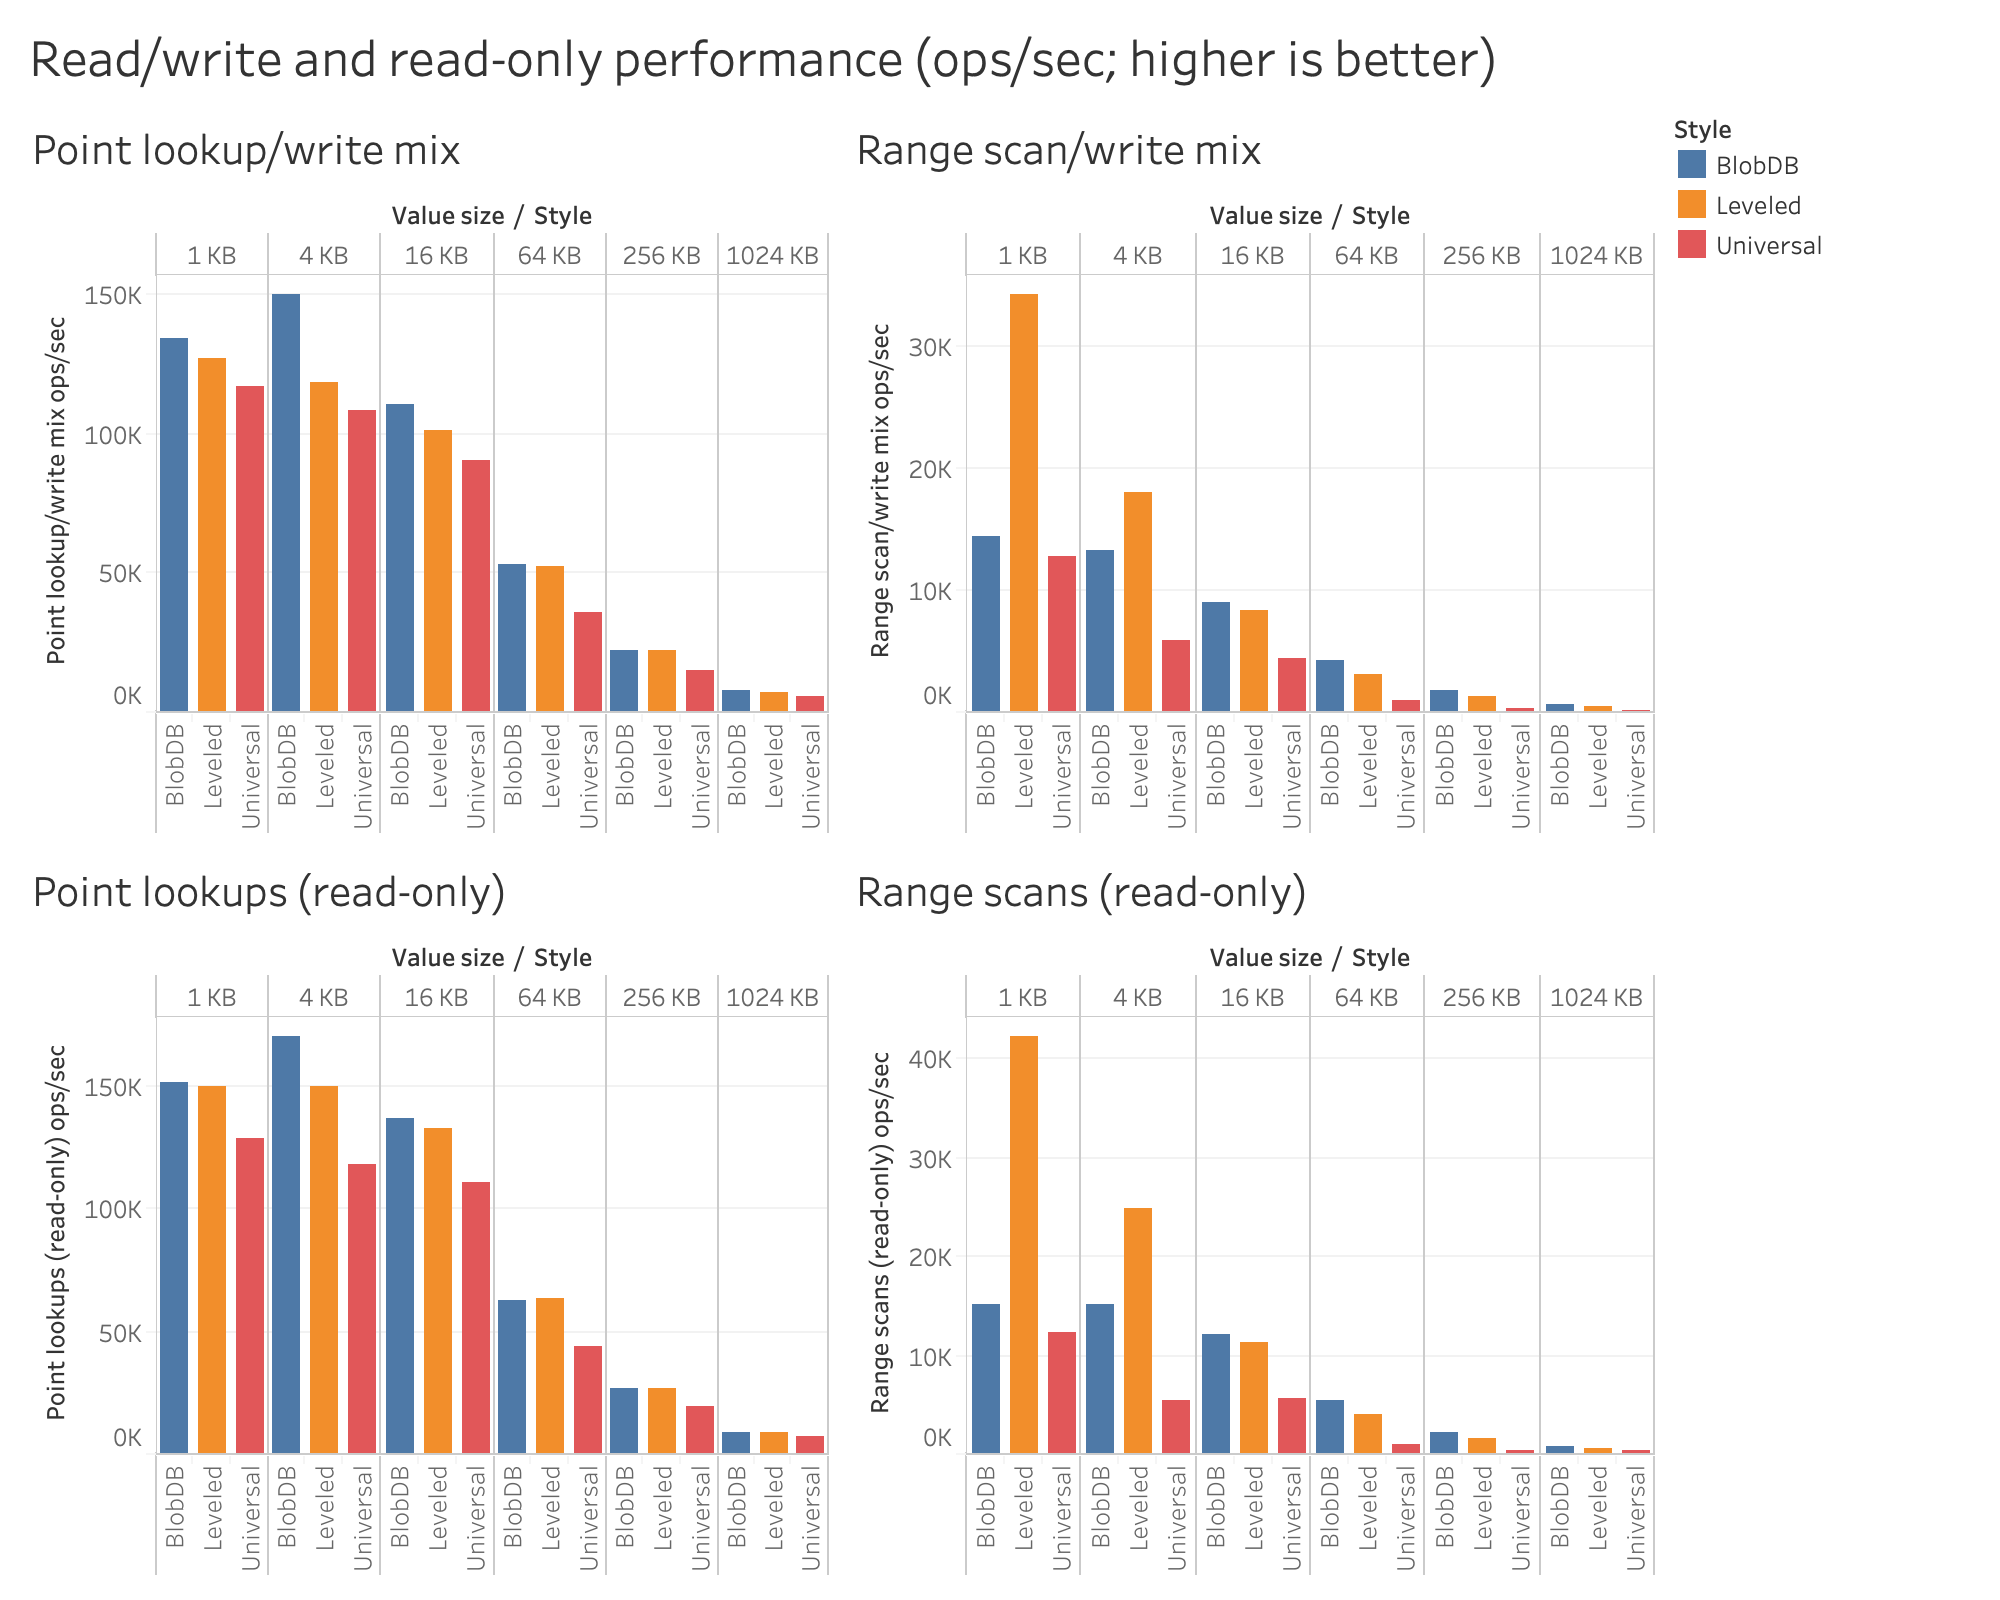 Read/write and read-only performance (ops/sec; higher is better)
Point lookup/write mix
Value size / Style
1 KB 4 KB 16 KB 64 KB 256 KB 1024 KB
Point lookup/write mix ops/sec
150K
100K
50K
0K
BlobDB Leveled Universal BlobDB Leveled Universal BlobDB Leveled Universal BlobDB Leveled Universal BlobDB Leveled Universal BlobDB Leveled Universal
Range scan/write mix
Value size / Style
1 KB 4 KB 16 KB 64 KB 256 KB 1024 KB
Range scan/write mix ops/sec
30K
20K
10K
0K
BlobDB Leveled Universal BlobDB Leveled Universal BlobDB Leveled Universal BlobDB Leveled Universal BlobDB Leveled Universal BlobDB Leveled Universal
Style
BlobDB
Leveled
Universal
Point lookups (read-only)
Value size / Style
1 KB 4 KB 16 KB 64 KB 256 KB 1024 KB
Point lookups (read-only) ops/sec
150K
100K
50K
0K
BlobDB Leveled Universal BlobDB Leveled Universal BlobDB Leveled Universal BlobDB Leveled Universal BlobDB Leveled Universal BlobDB Leveled Universal
Range scans (read-only)
Value size / Style
1 KB 4 KB 16 KB 64 KB 256 KB 1024 KB
Range scans (read-only) ops/sec
40K
30K
20K
10K
0K
BlobDB Leveled Universal BlobDB Leveled Universal BlobDB Leveled Universal BlobDB Leveled Universal BlobDB Leveled Universal BlobDB Leveled Universal